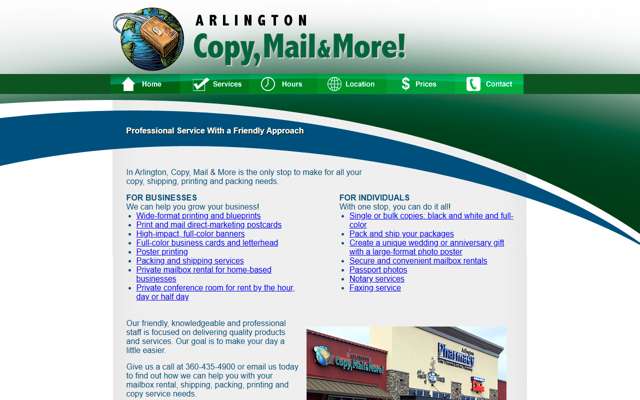 ARLINGTON
Copy, Mail & More!
Home
Services
Hours
Location
Prices
Contact
Professional Service With a Friendly Approach
In Arlington, Copy, Mail & More is the only stop to make for all your
copy, shipping, printing and packing needs.
FOR BUSINESSES
We can help you grow your business!
Wide-format printing and blueprints
Print and mail direct-marketing postcards
High-impact, full-color banners
Full-color business cards and letterhead
Poster printing
Packing and shipping services
Private mailbox rental for home-based
businesses
Private conference room for rent by the hour,
day or half day
FOR INDIVIDUALS
With one stop, you can do it all!
Single or bulk copies, black and white and full-
color
Pack and ship your packages
Create a unique wedding or anniversary gift
with a large-format photo poster
Secure and convenient mailbox rentals
Passport photos
Notary services
Faxing service
Our friendly, knowledgeable and professional
staff is focused on delivering quality products
and services. Our goal is to make your day a
little easier.
Give us a call at 360-435-4900 or email us today
to find out how we can help you with your
mailbox rental, shipping, packing, printing and
copy service needs.
Copy, Mail & More!
Arlington
Pharmacy